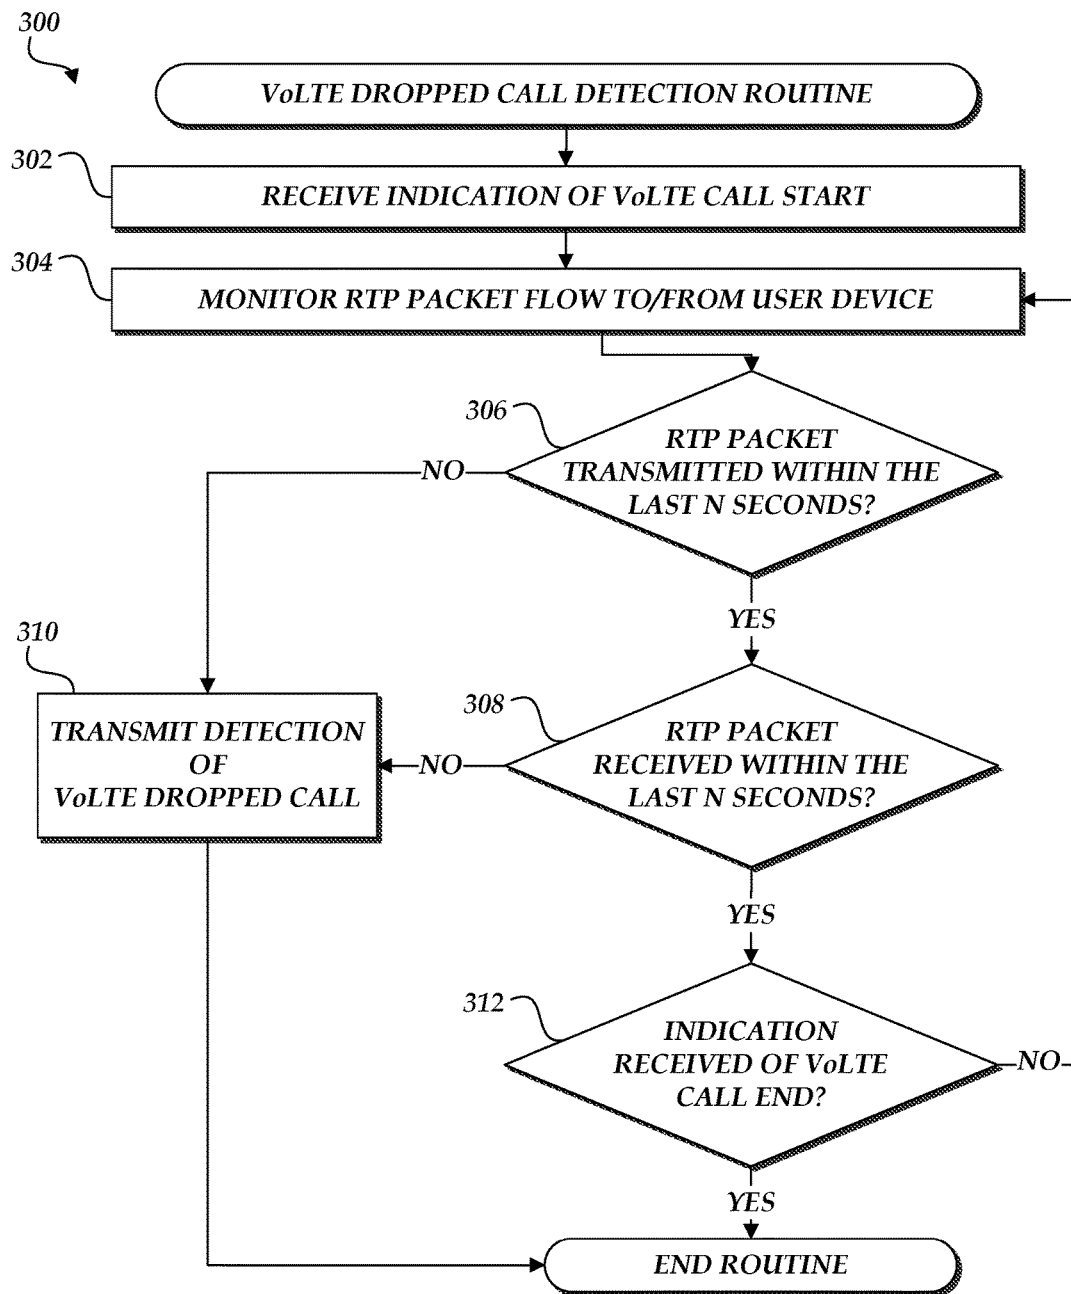 300
VoLTE DROPPED CALL DETECTION ROUTINE
302
RECEIVE INDICATION OF VoLTE CALL START
304
MONITOR RTP PACKET FLOW TO/FROM USER DEVICE
306
RTP PACKET
TRANSMITTED WITHIN THE
LAST N SECONDS?
NO
YES
310
TRANSMIT DETECTION
OF
VoLTE DROPPED CALL
308
RTP PACKET
RECEIVED WITHIN THE
LAST N SECONDS?
NO
YES
312
INDICATION
RECEIVED OF VoLTE
CALL END?
NO
YES
END ROUTINE